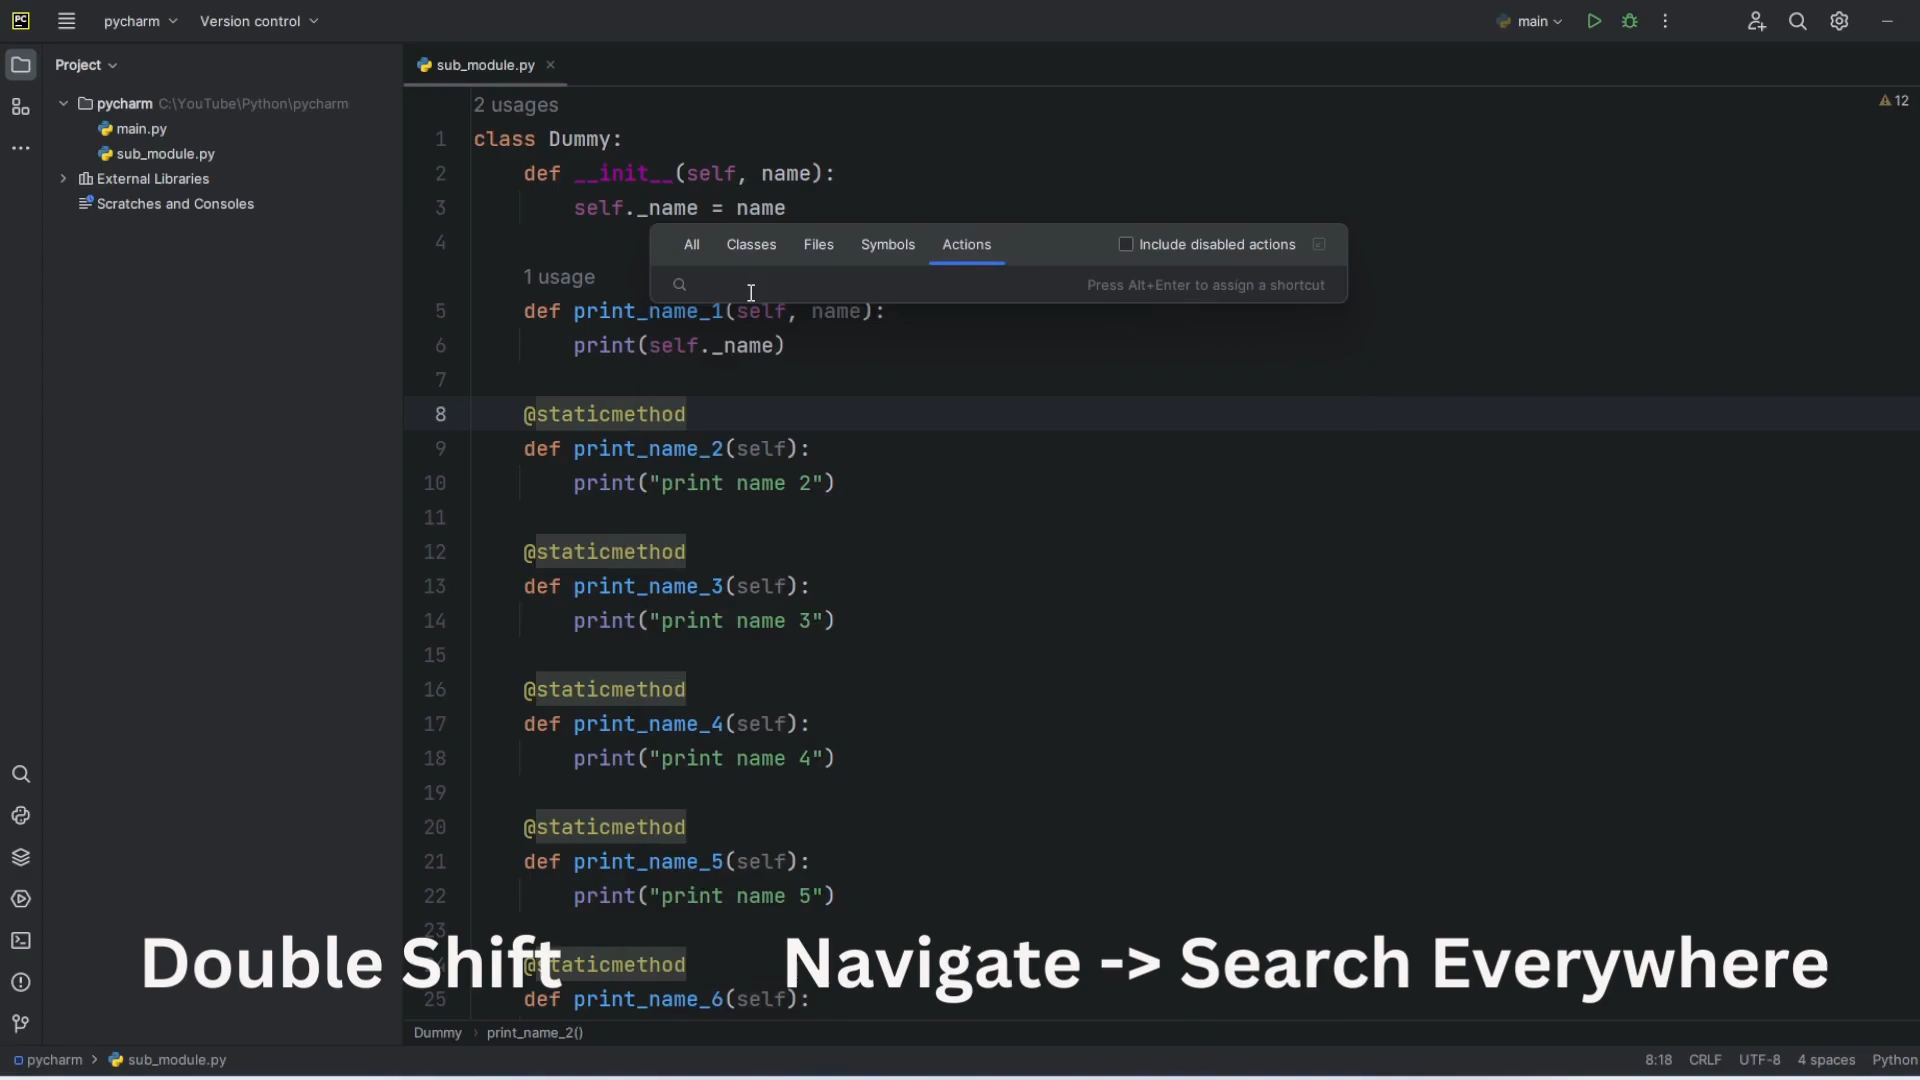 PC pycharm Version control main
Project
pycharm C:\YouTube\Python\pycharm
main.py
sub_module.py
External Libraries
Scratches and Consoles
sub_module.py
12
2 usages
1 class Dummy:
2 def __init__(self, name):
3 self._name = name
4
All Classes Files Symbols Actions Include disabled actions
Press Alt+Enter to assign a shortcut
1 usage
5 def print_name_1(self, name):
6 print(self._name)
7
8 @staticmethod
9 def print_name_2(self):
10 print("print name 2")
11
12 @staticmethod
13 def print_name_3(self):
14 print("print name 3")
15
16 @staticmethod
17 def print_name_4(self):
18 print("print name 4")
19
20 @staticmethod
21 def print_name_5(self):
22 print("print name 5")
23
24 @staticmethod
Double Shift Navigate -> Search Everywhere
25 def print_name_6(self):
Dummy print_name_2()
pycharm sub_module.py 8:18 CRLF UTF-8 4 spaces Python